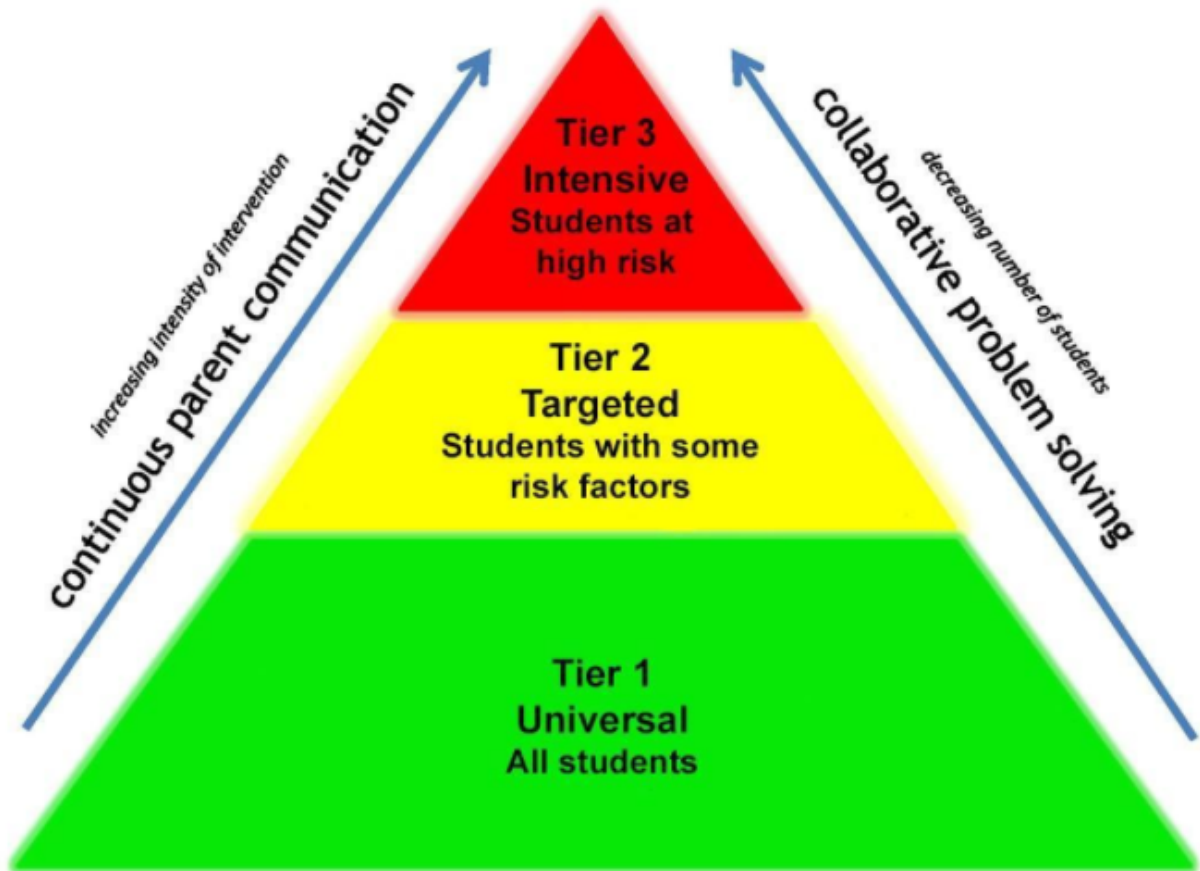 continuous parent communication
increasing intensity of intervention
collaborative problem solving
decreasing number of students
Tier 3
Intensive
Students at
high risk
Tier 2
Targeted
Students with some
risk factors
Tier 1
Universal
All students